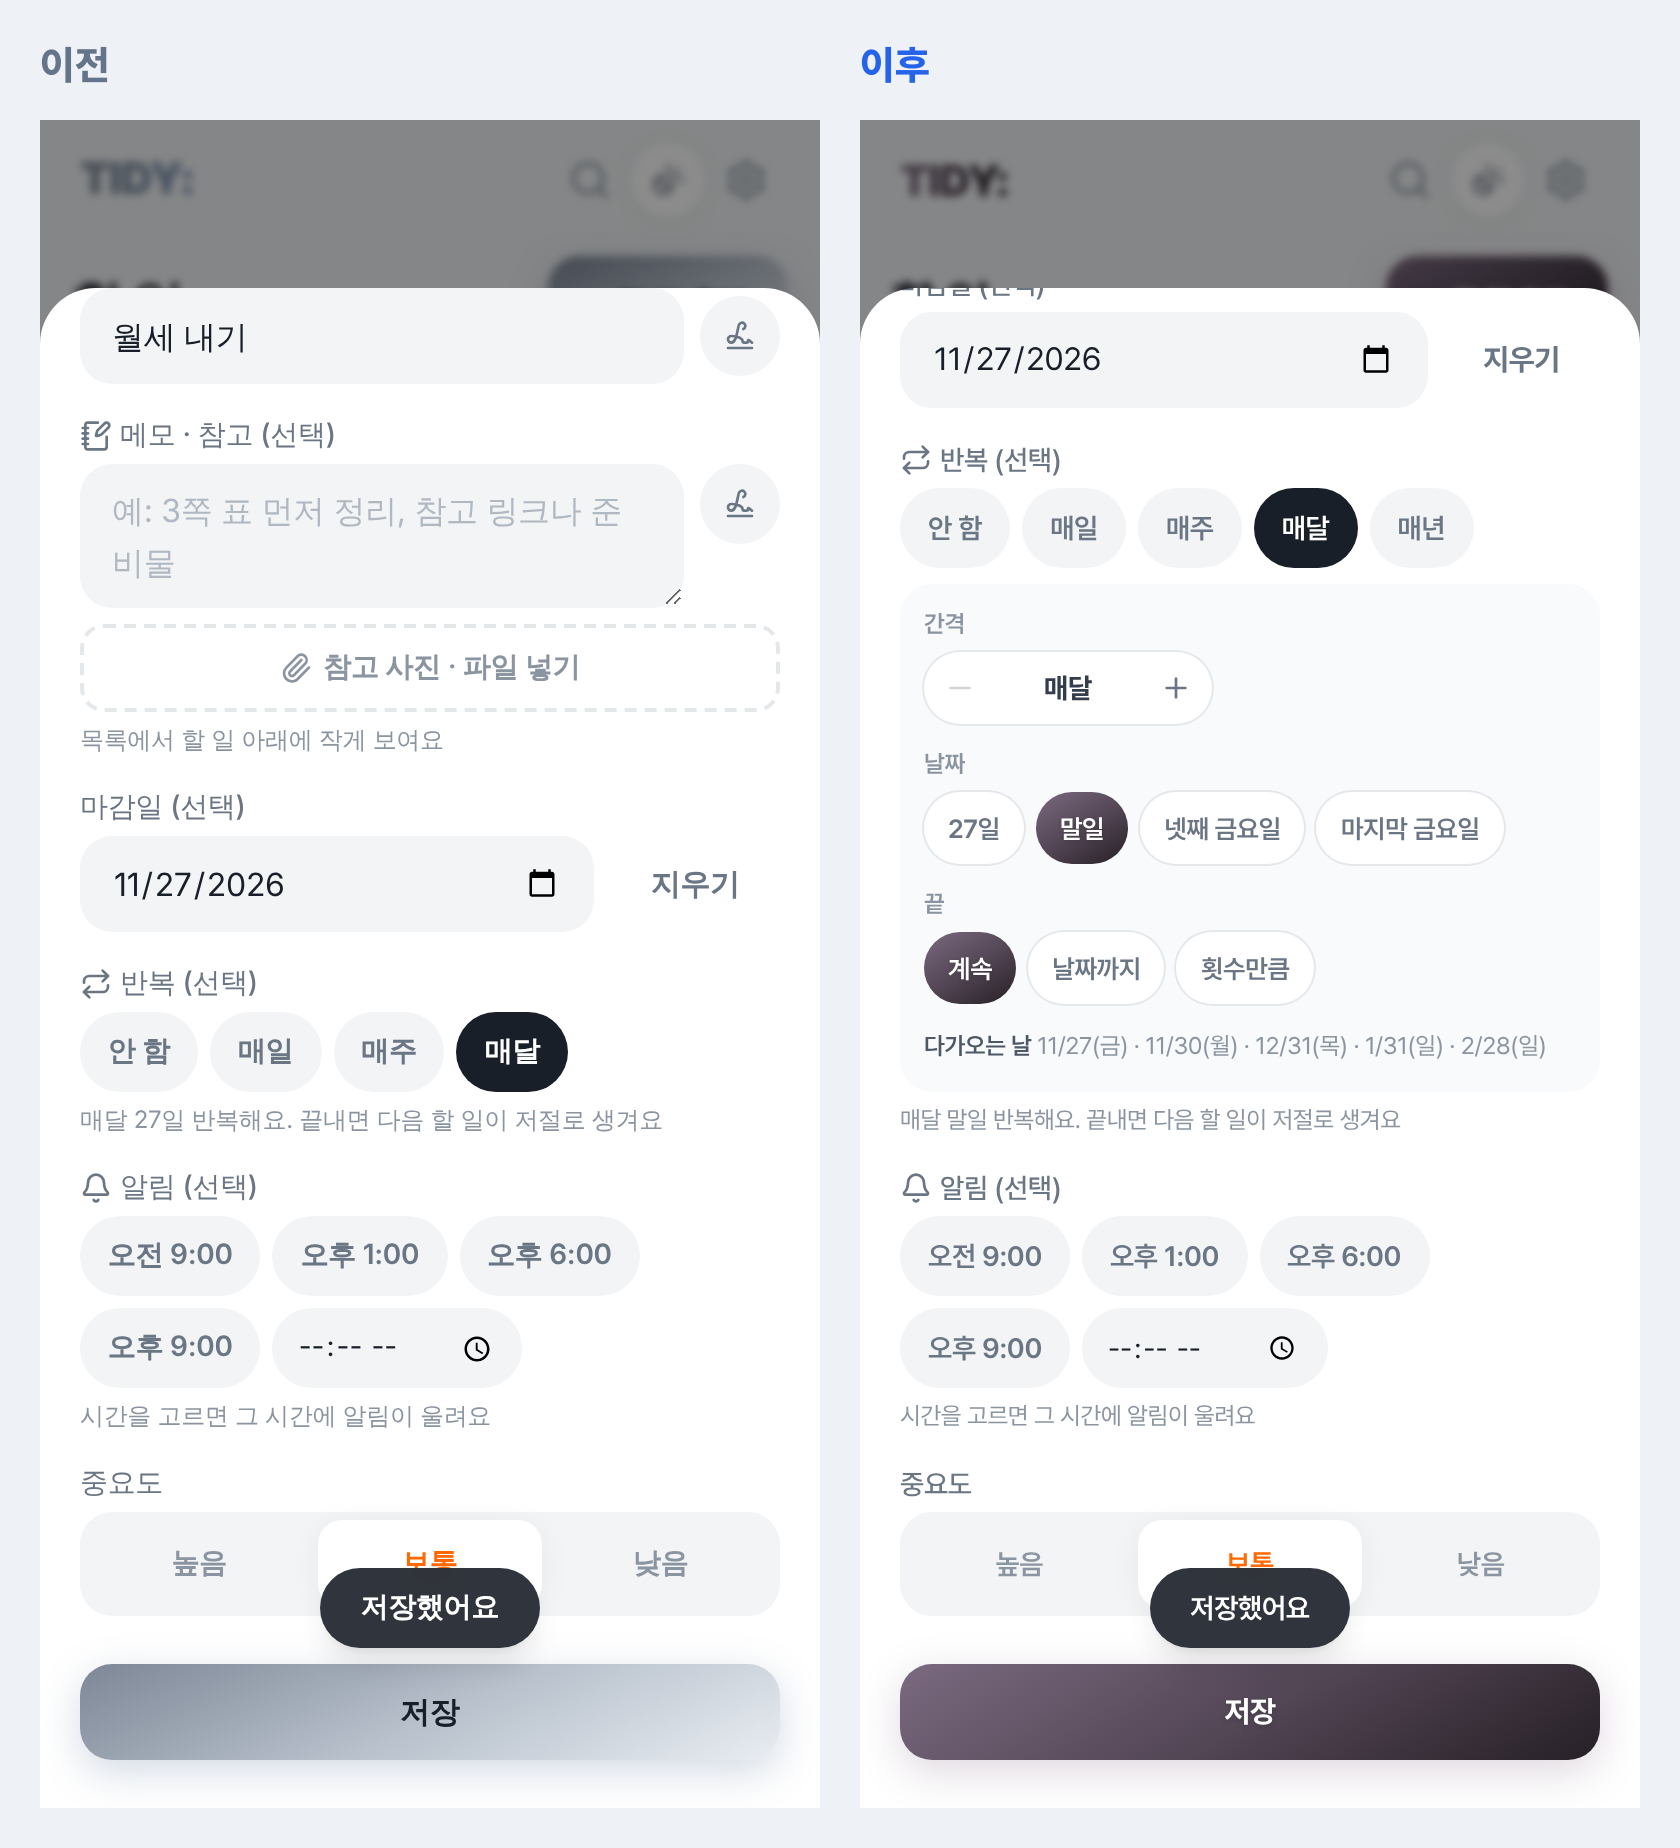 이전
TIDY:
월세 내기
메모 · 참고 (선택)
예: 3쪽 표 먼저 정리, 참고 링크나 준
비물
참고 사진 · 파일 넣기
목록에서 할 일 아래에 작게 보여요
마감일 (선택)
11/27/2026
지우기
반복 (선택)
안 함 매일 매주 매달
매달 27일 반복해요. 끝내면 다음 할 일이 저절로 생겨요
알림 (선택)
오전 9:00 오후 1:00 오후 6:00
오후 9:00 --:-- --
시간을 고르면 그 시간에 알림이 울려요
중요도
높음 보통 낮음
저장했어요
저장
이후
TIDY:
마감일 (선택)
11/27/2026
지우기
반복 (선택)
안 함 매일 매주 매달 매년
간격
매달
날짜
27일 말일 넷째 금요일 마지막 금요일
끝
계속 날짜까지 횟수만큼
다가오는 날 11/27(금) · 11/30(월) · 12/31(목) · 1/31(일) · 2/28(일)
매달 말일 반복해요. 끝내면 다음 할 일이 저절로 생겨요
알림 (선택)
오전 9:00 오후 1:00 오후 6:00
오후 9:00 --:-- --
시간을 고르면 그 시간에 알림이 울려요
중요도
높음 보통 낮음
저장했어요
저장